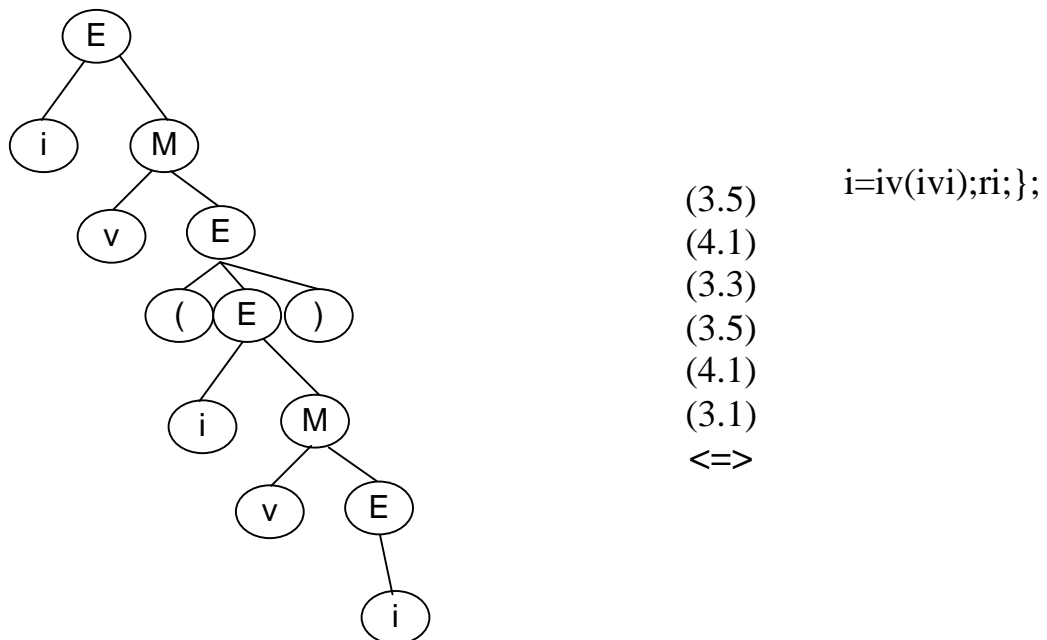 E
i M
v E
( E )
i M
v E
i
i=iv(ivi);ri;};
(3.5)
(4.1)
(3.3)
(3.5)
(4.1)
(3.1)
<=>